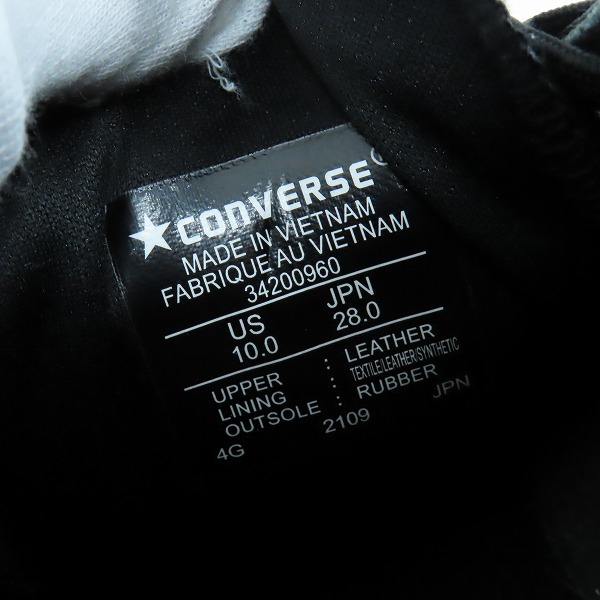 CONVERSE
MADE IN VIETNAM
FABRIQUE AU VIETNAM
34200960
US JPN
10.0 28.0
UPPER : LEATHER
LINING : TEXTILE/LEATHER/SYNTHETIC
OUTSOLE : RUBBER
4G 2109 JPN